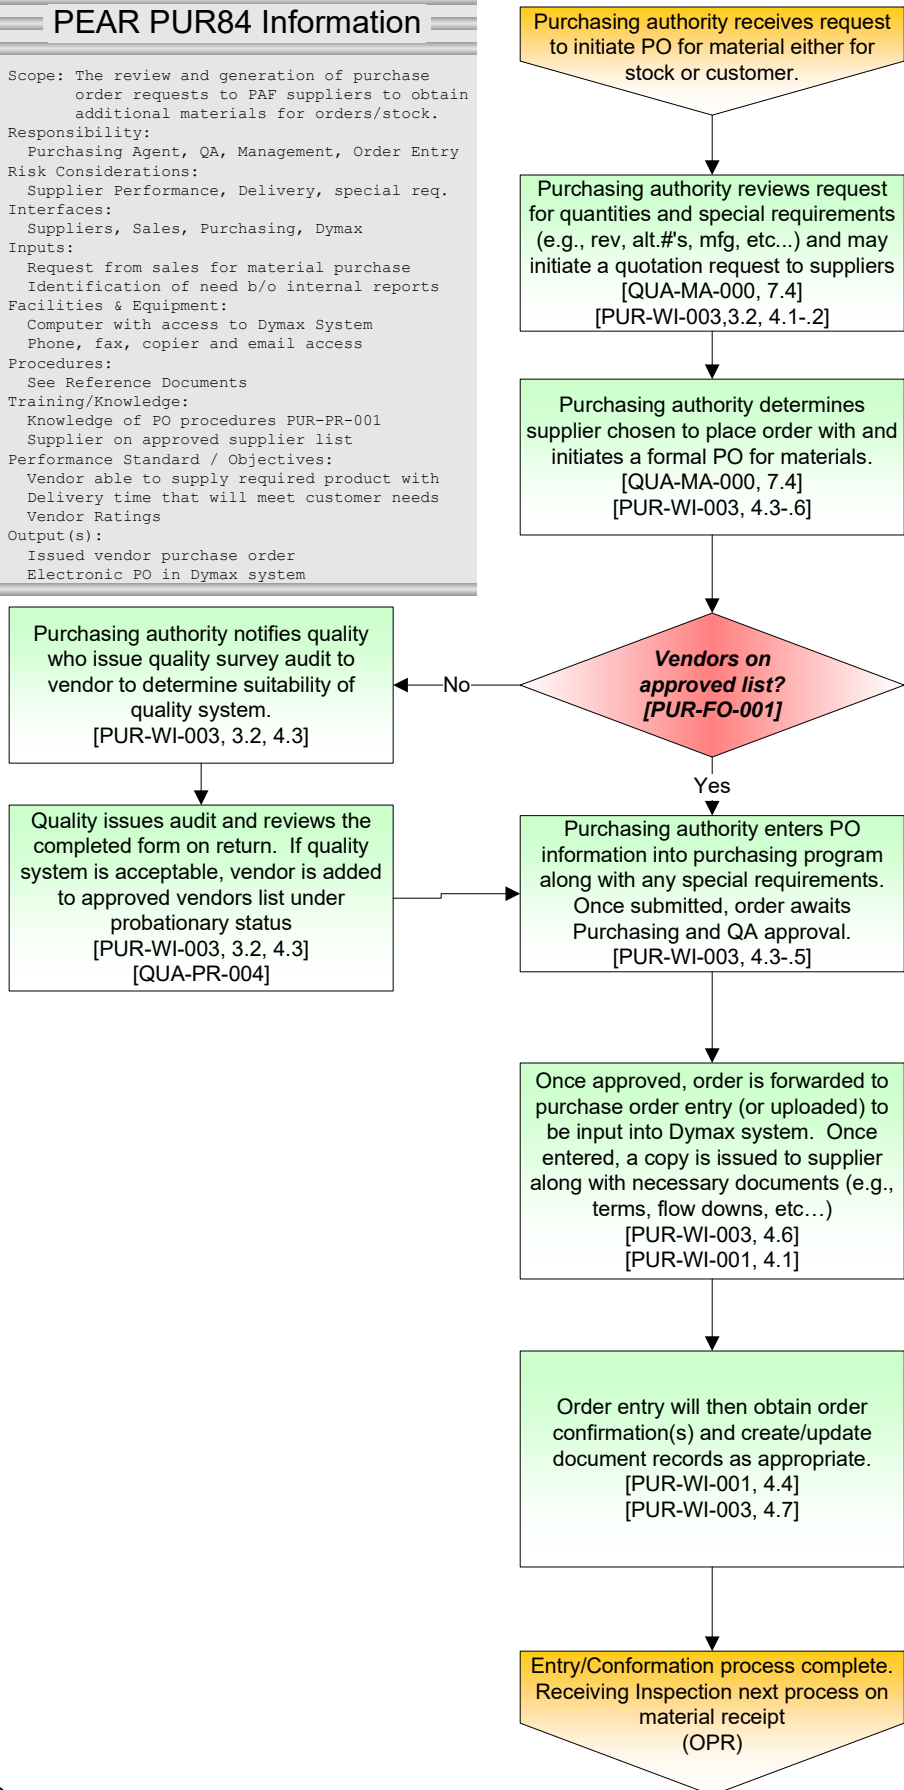 PEAR PUR84 Information
Scope: The review and generation of purchase
order requests to PAF suppliers to obtain
additional materials for orders/stock.
Responsibility:
Purchasing Agent, QA, Management, Order Entry
Risk Considerations:
Supplier Performance, Delivery, special req.
Interfaces:
Suppliers, Sales, Purchasing, Dymax
Inputs:
Request from sales for material purchase
Identification of need b/o internal reports
Facilities & Equipment:
Computer with access to Dymax System
Phone, fax, copier and email access
Procedures:
See Reference Documents
Training/Knowledge:
Knowledge of PO procedures PUR-PR-001
Supplier on approved supplier list
Performance Standard / Objectives:
Vendor able to supply required product with
Delivery time that will meet customer needs
Vendor Ratings
Output(s):
Issued vendor purchase order
Electronic PO in Dymax system
Purchasing authority receives request
to initiate PO for material either for
stock or customer.
Purchasing authority reviews request
for quantities and special requirements
(e.g., rev, alt.#'s, mfg, etc...) and may
initiate a quotation request to suppliers
[QUA-MA-000, 7.4]
[PUR-WI-003,3.2, 4.1-.2]
Purchasing authority determines
supplier chosen to place order with and
initiates a formal PO for materials.
[QUA-MA-000, 7.4]
[PUR-WI-003, 4.3-.6]
Vendors on
approved list?
[PUR-FO-001]
No
Purchasing authority notifies quality
who issue quality survey audit to
vendor to determine suitability of
quality system.
[PUR-WI-003, 3.2, 4.3]
Quality issues audit and reviews the
completed form on return.  If quality
system is acceptable, vendor is added
to approved vendors list under
probationary status
[PUR-WI-003, 3.2, 4.3]
[QUA-PR-004]
Yes
Purchasing authority enters PO
information into purchasing program
along with any special requirements.
Once submitted, order awaits
Purchasing and QA approval.
[PUR-WI-003, 4.3-.5]
Once approved, order is forwarded to
purchase order entry (or uploaded) to
be input into Dymax system.  Once
entered, a copy is issued to supplier
along with necessary documents (e.g.,
terms, flow downs, etc…)
[PUR-WI-003, 4.6]
[PUR-WI-001, 4.1]
Order entry will then obtain order
confirmation(s) and create/update
document records as appropriate.
[PUR-WI-001, 4.4]
[PUR-WI-003, 4.7]
Entry/Conformation process complete.
Receiving Inspection next process on
material receipt
(OPR)